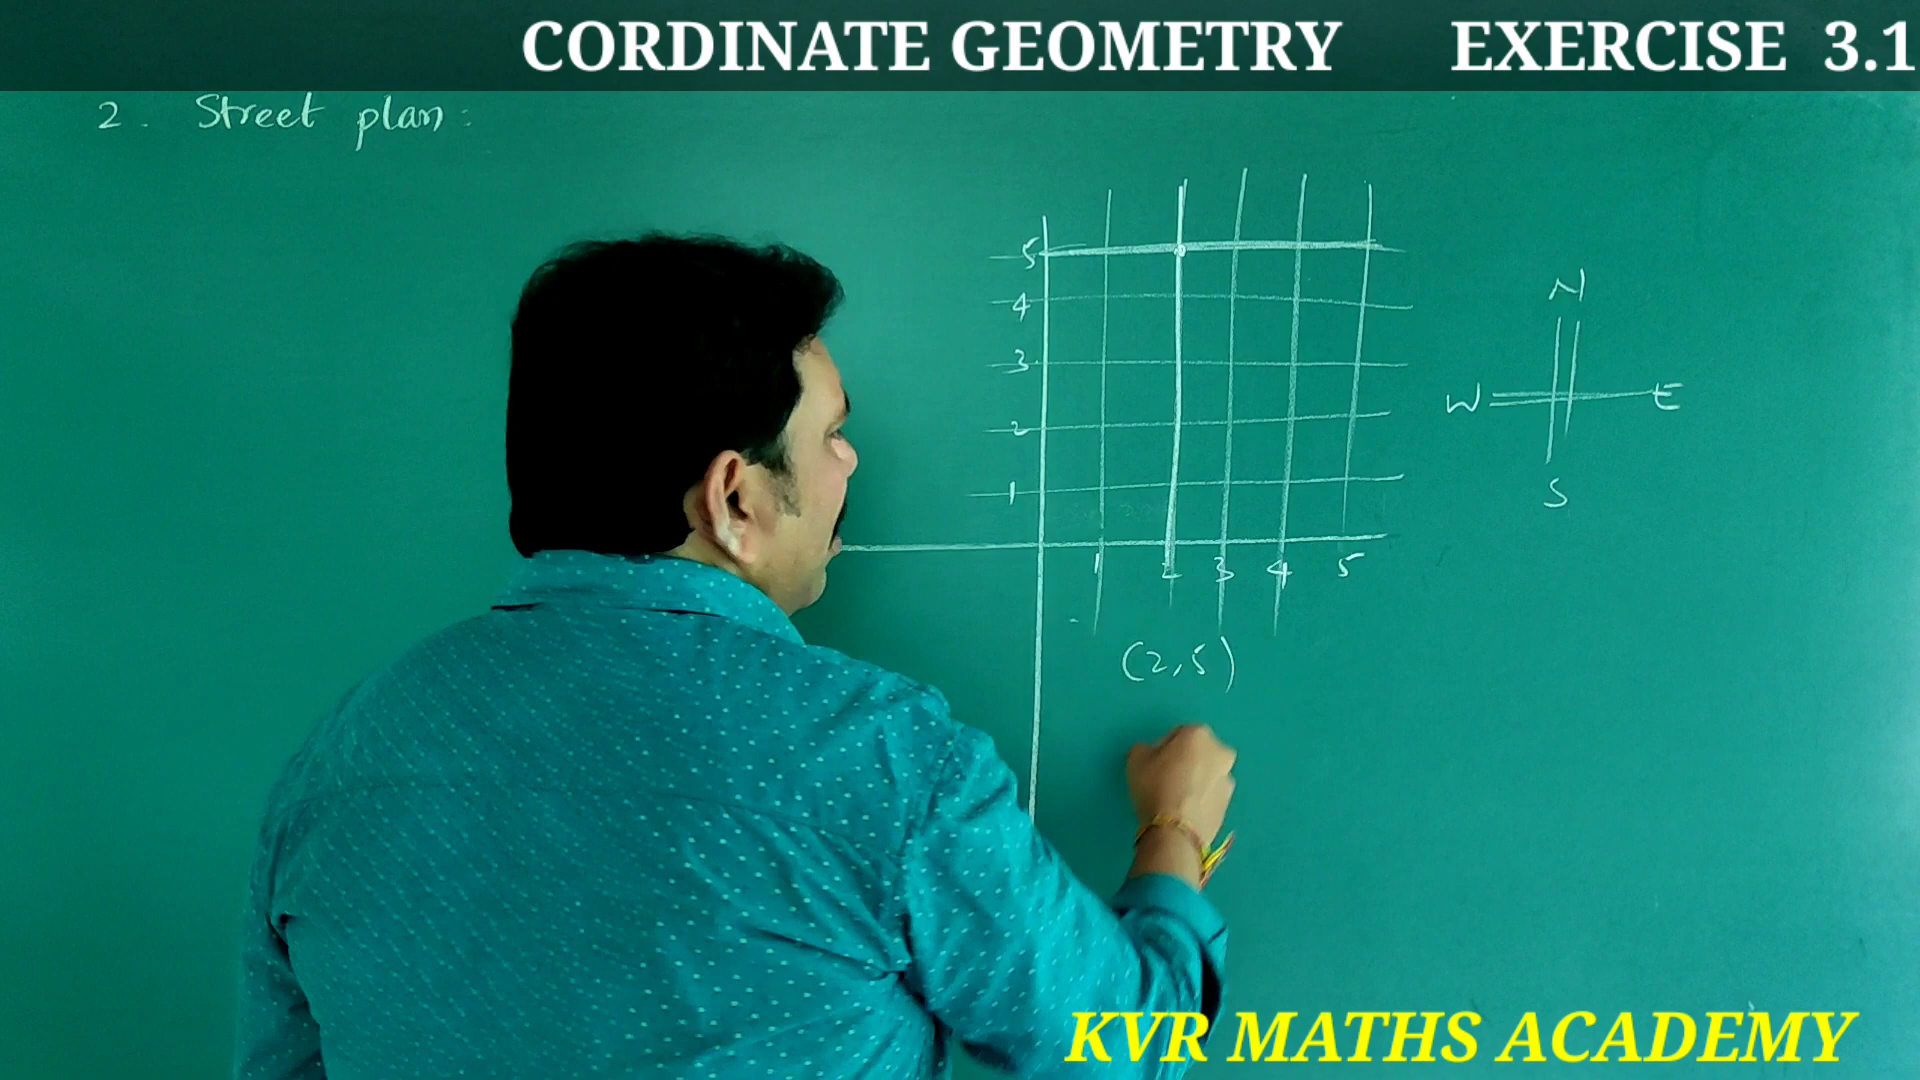 CORDINATE GEOMETRY EXERCISE 3.1
2. Street plan:
N
5
4
3
W E
2
1
S
1 2 3 4 5
(2,5)
KVR MATHS ACADEMY